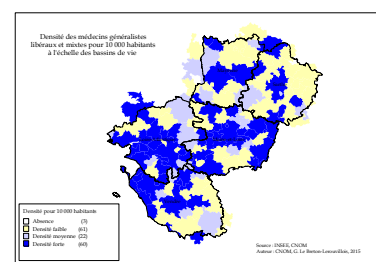 Densité des médecins généralistes
libéraux et mixtes pour 10 000 habitants
à l'échelle des bassins de vie
Densité pour 10 000 habitants
Absence (3)
Densité faible (61)
Densité moyenne (22)
Densité forte (60)
Source : INSEE, CNOM
Auteur : CNOM, G. Le Breton-Lerouvillois, 2015